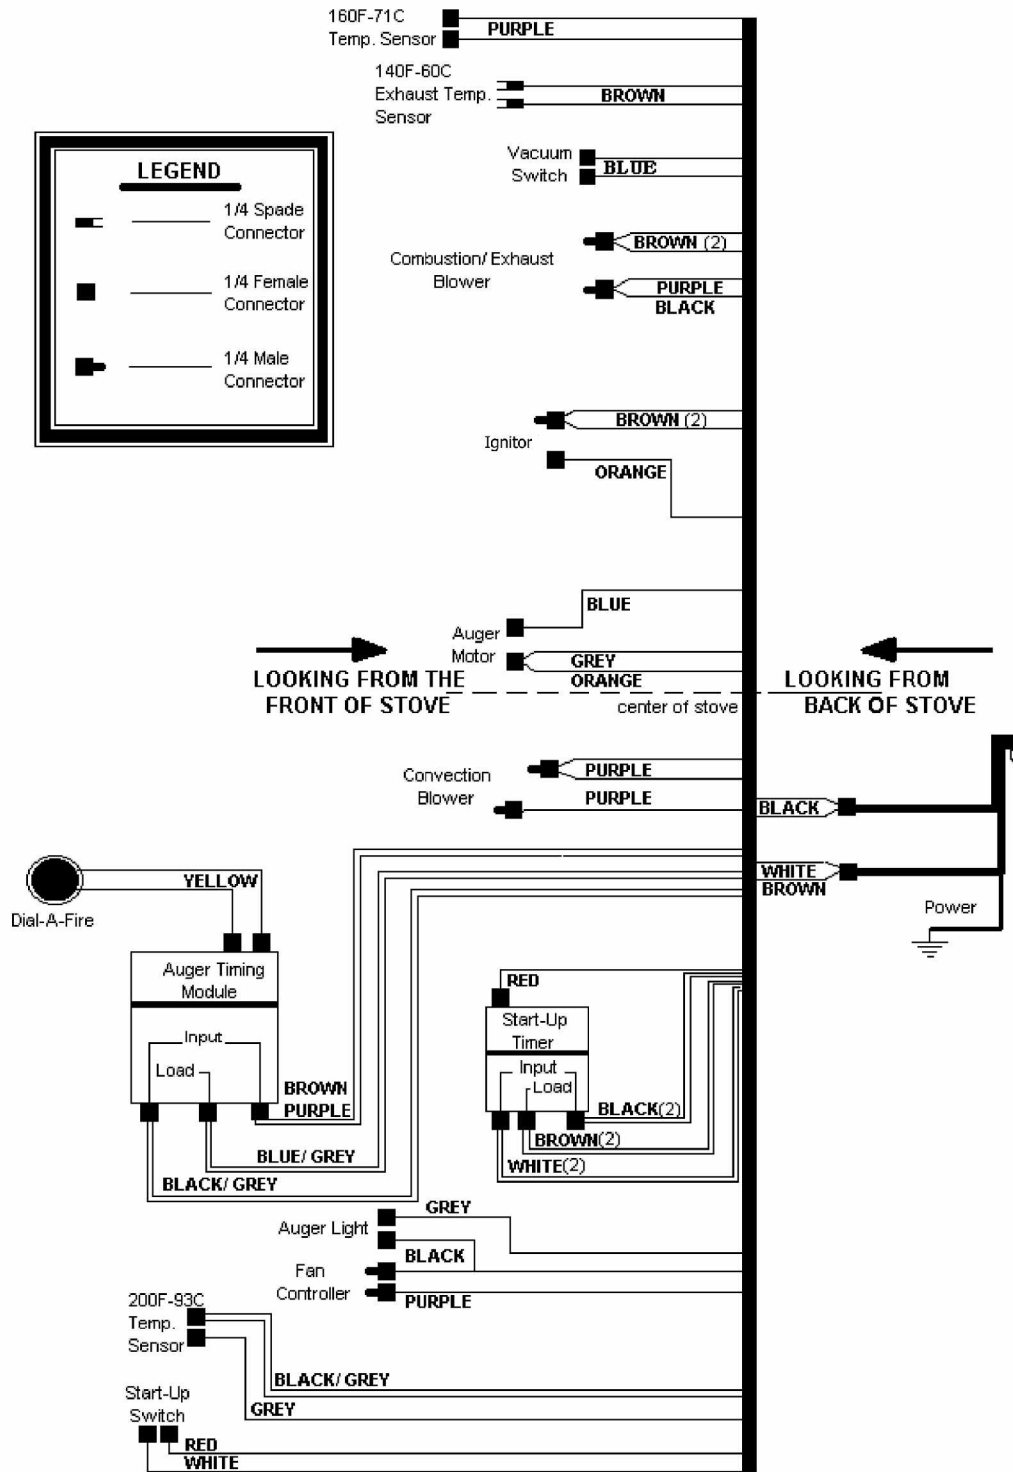 160F-71C
Temp. Sensor
PURPLE
140F-60C
Exhaust Temp.
Sensor
BROWN
Vacuum
Switch
BLUE
LEGEND
1/4 Spade
Connector
1/4 Female
Connector
1/4 Male
Connector
Combustion/ Exhaust
Blower
BROWN (2)
PURPLE
BLACK
Ignitor
BROWN (2)
ORANGE
BLUE
Auger
Motor
GREY
ORANGE
LOOKING FROM THE
FRONT OF STOVE
center of stove
LOOKING FROM
BACK OF STOVE
Convection
Blower
PURPLE
PURPLE
BLACK
WHITE
BROWN
Power
YELLOW
Dial-A-Fire
Auger Timing
Module
Input
Load
BROWN
PURPLE
BLUE/ GREY
BLACK/ GREY
RED
Start-Up
Timer
Input
Load
BLACK(2)
BROWN(2)
WHITE(2)
GREY
Auger Light
BLACK
Fan
Controller
PURPLE
200F-93C
Temp.
Sensor
BLACK/ GREY
GREY
Start-Up
Switch
RED
WHITE